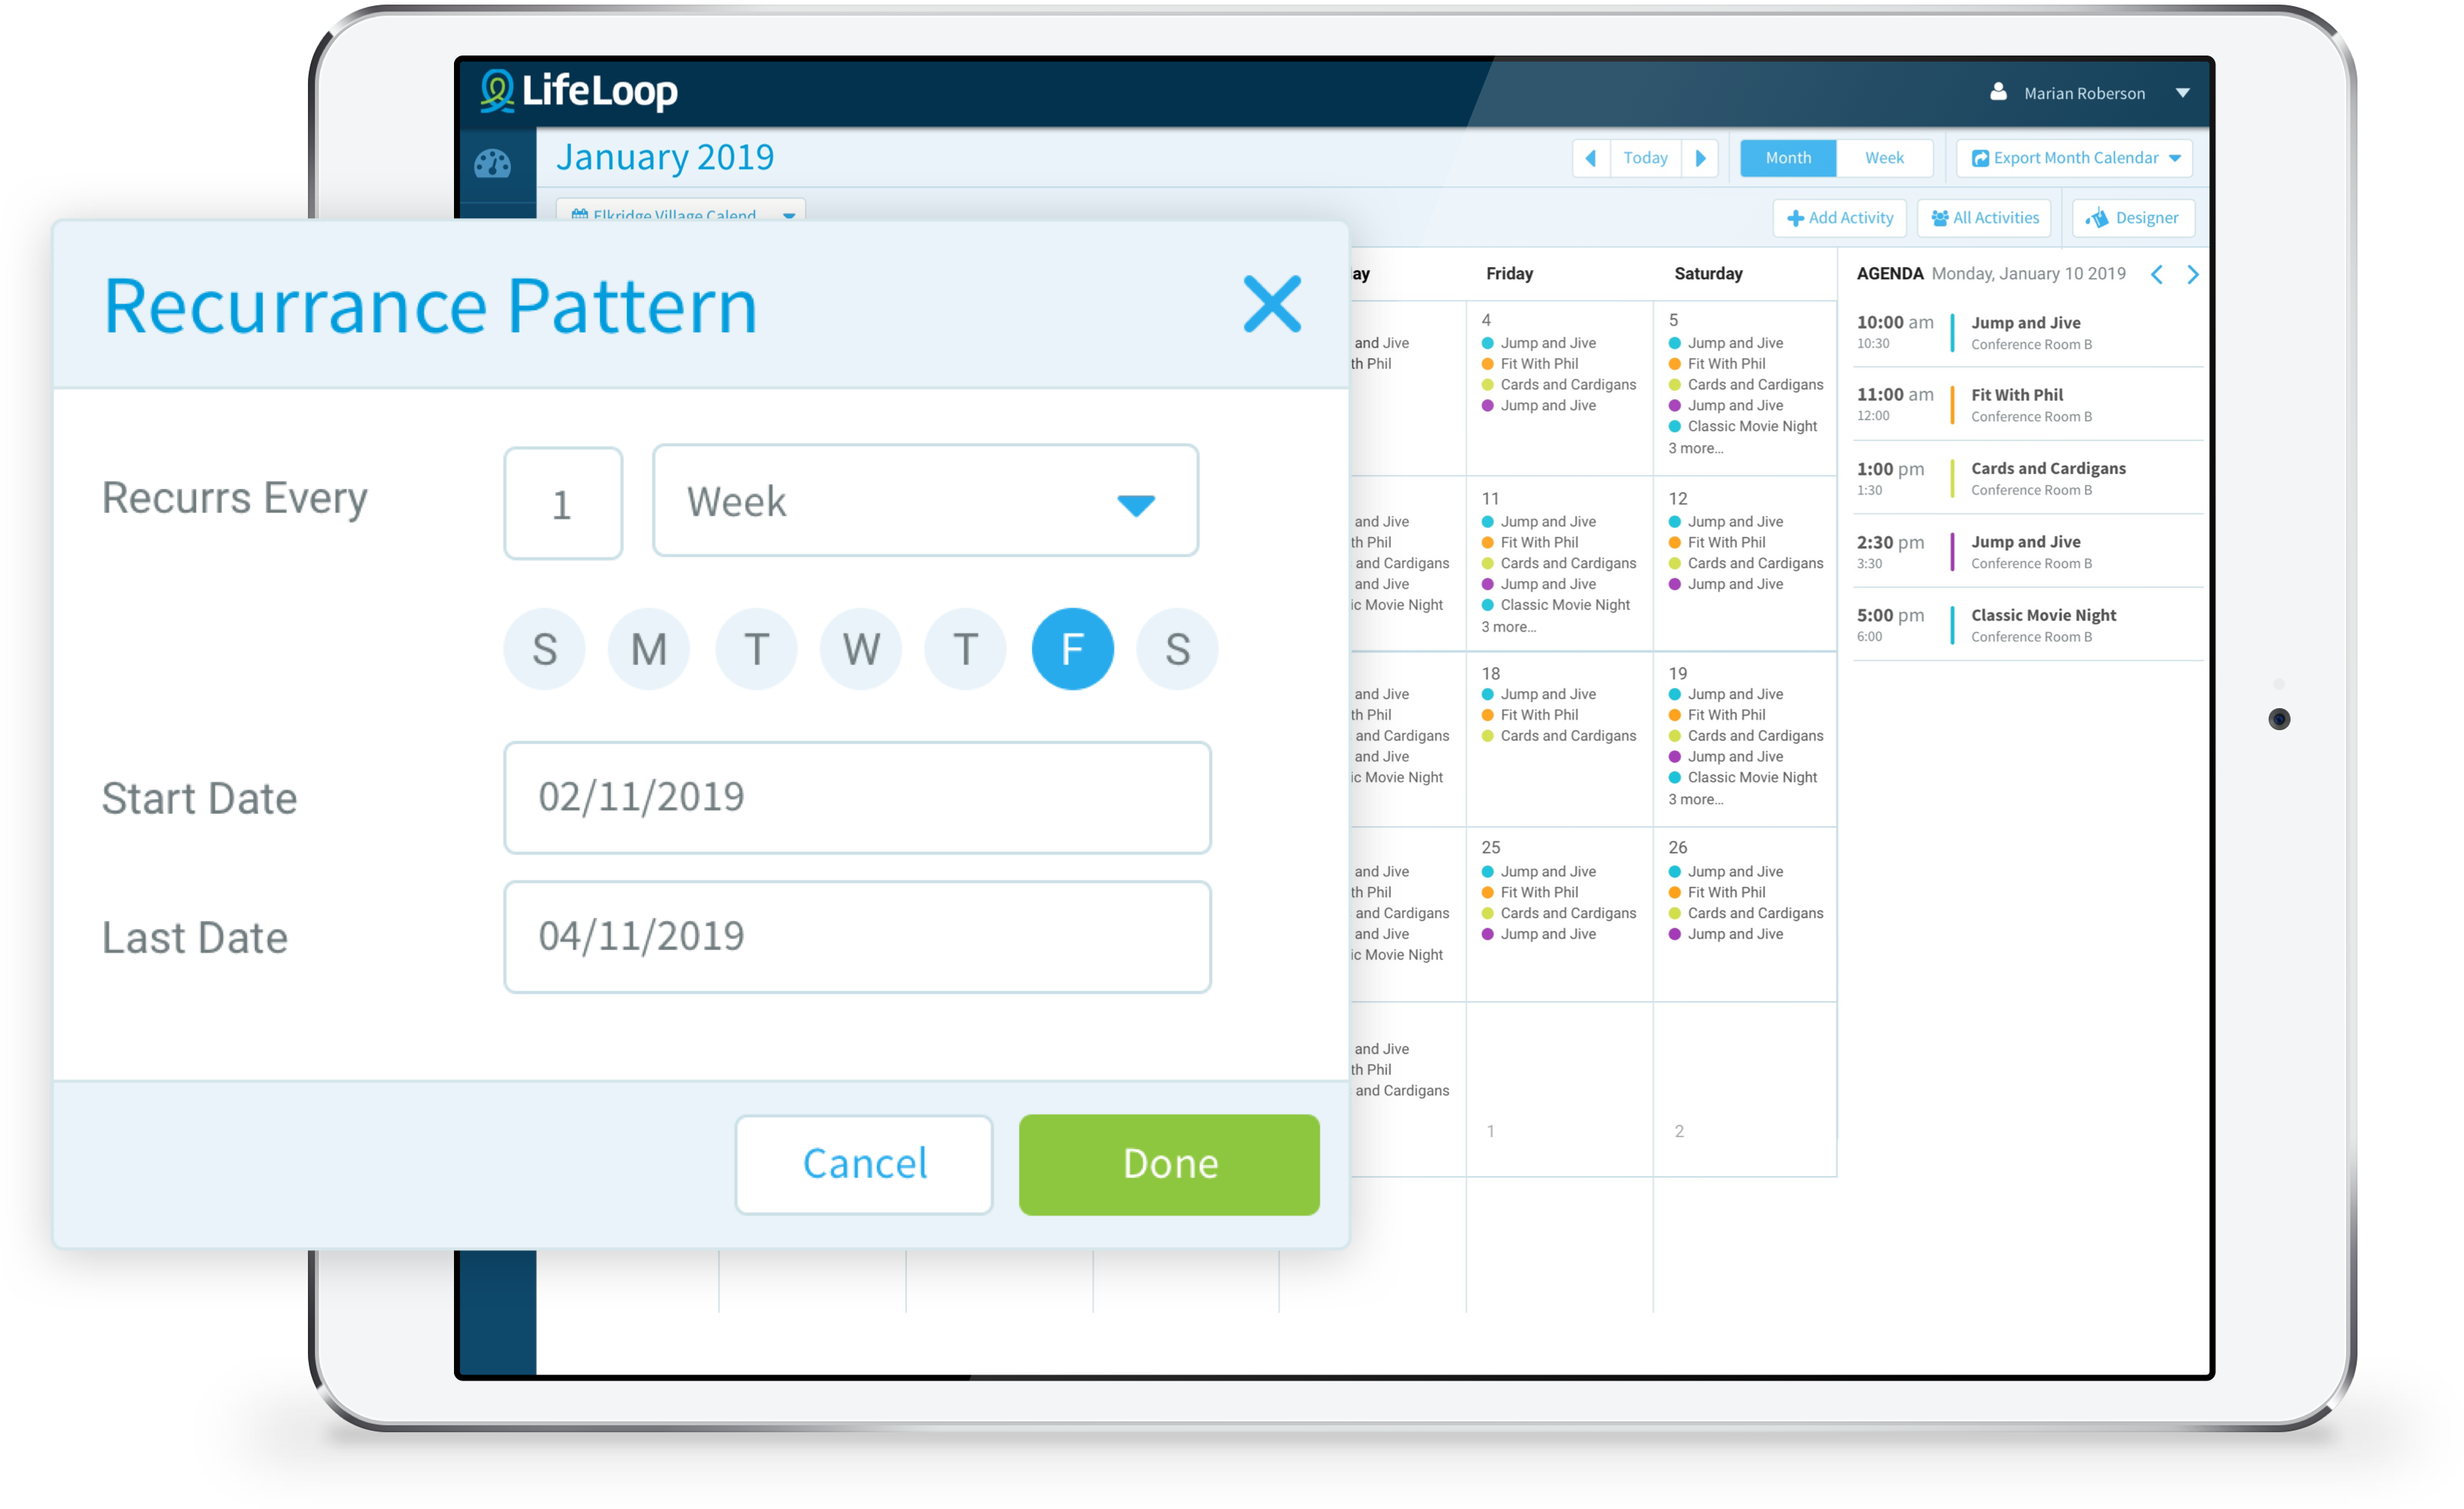 LifeLoop
Marian Roberson
January 2019
Today
Month
Week
Export Month Calendar
Elkridge Village Calend
Add Activity
All Activities
Designer
Recurrance Pattern
Recurrs Every
1
Week
S M T W T F S
Start Date
02/11/2019
Last Date
04/11/2019
Cancel
Done
ay
Friday
Saturday
and Jive
th Phil
4
Jump and Jive
Fit With Phil
Cards and Cardigans
Jump and Jive
5
Jump and Jive
Fit With Phil
Cards and Cardigans
Jump and Jive
Classic Movie Night
3 more...
and Jive
th Phil
and Cardigans
and Jive
ic Movie Night
11
Jump and Jive
Fit With Phil
Cards and Cardigans
Jump and Jive
Classic Movie Night
3 more...
12
Jump and Jive
Fit With Phil
Cards and Cardigans
Jump and Jive
and Jive
th Phil
and Cardigans
and Jive
ic Movie Night
18
Jump and Jive
Fit With Phil
Cards and Cardigans
19
Jump and Jive
Fit With Phil
Cards and Cardigans
Jump and Jive
Classic Movie Night
3 more...
and Jive
th Phil
and Cardigans
and Jive
ic Movie Night
25
Jump and Jive
Fit With Phil
Cards and Cardigans
Jump and Jive
26
Jump and Jive
Fit With Phil
Cards and Cardigans
Jump and Jive
and Jive
th Phil
and Cardigans
1
2
AGENDA Monday, January 10 2019
10:00 am Jump and Jive
10:30 Conference Room B
11:00 am Fit With Phil
12:00 Conference Room B
1:00 pm Cards and Cardigans
1:30 Conference Room B
2:30 pm Jump and Jive
3:30 Conference Room B
5:00 pm Classic Movie Night
6:00 Conference Room B